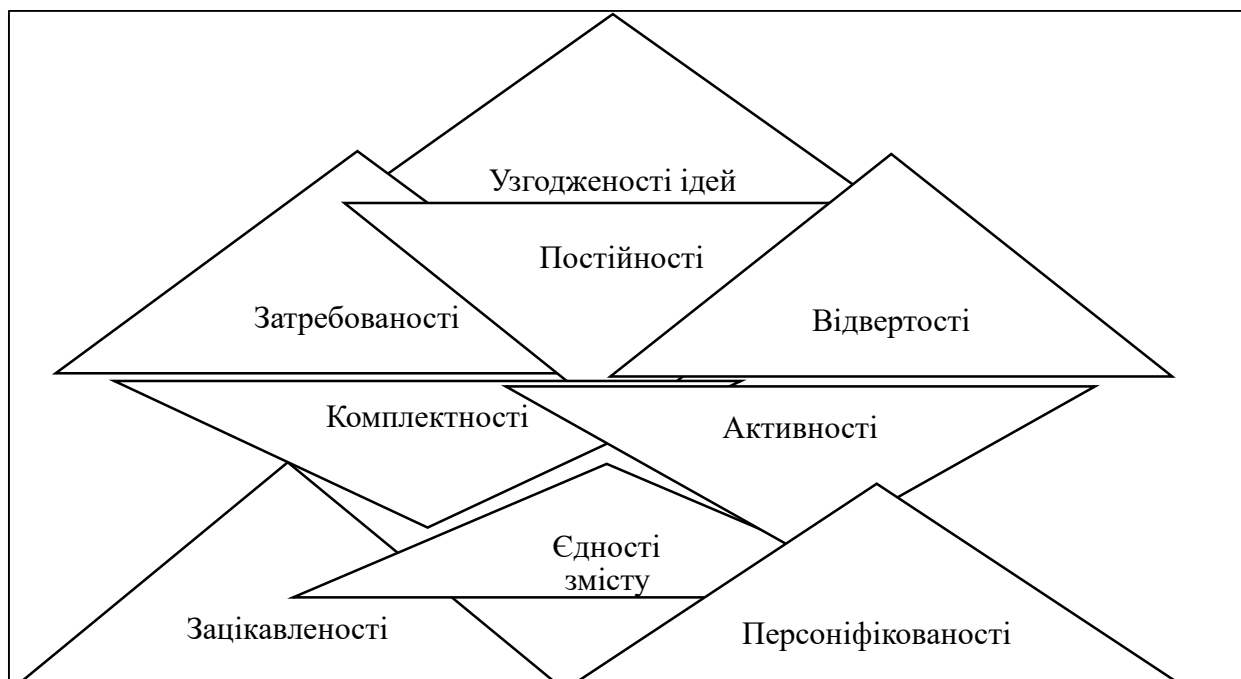 Узгодженості ідей
Постійності
Затребованості
Відвертості
Комплектності
Активності
Єдності
змісту
Зацікавленості
Персоніфікованості